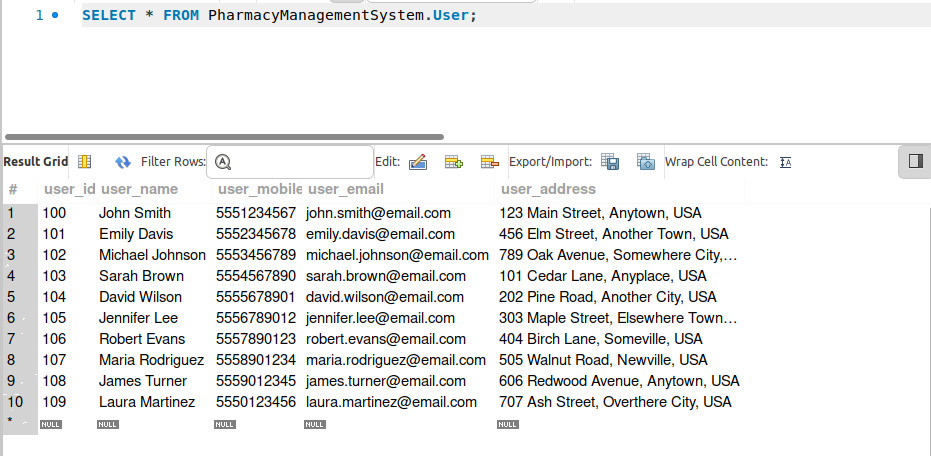 1 SELECT * FROM PharmacyManagementSystem.User;
Result Grid Filter Rows: Edit: Export/Import: Wrap Cell Content:
# user_id user_name user_mobile user_email user_address
1 100 John Smith 5551234567 john.smith@email.com 123 Main Street, Anytown, USA
2 101 Emily Davis 5552345678 emily.davis@email.com 456 Elm Street, Another Town, USA
3 102 Michael Johnson 5553456789 michael.johnson@email.com 789 Oak Avenue, Somewhere City,...
4 103 Sarah Brown 5554567890 sarah.brown@email.com 101 Cedar Lane, Anyplace, USA
5 104 David Wilson 5555678901 david.wilson@email.com 202 Pine Road, Another City, USA
6 105 Jennifer Lee 5556789012 jennifer.lee@email.com 303 Maple Street, Elsewhere Town...
7 106 Robert Evans 5557890123 robert.evans@email.com 404 Birch Lane, Someville, USA
8 107 Maria Rodriguez 5558901234 maria.rodriguez@email.com 505 Walnut Road, Newville, USA
9 108 James Turner 5559012345 james.turner@email.com 606 Redwood Avenue, Anytown, USA
10 109 Laura Martinez 5550123456 laura.martinez@email.com 707 Ash Street, Overthere City, USA
* NULL NULL NULL NULL NULL